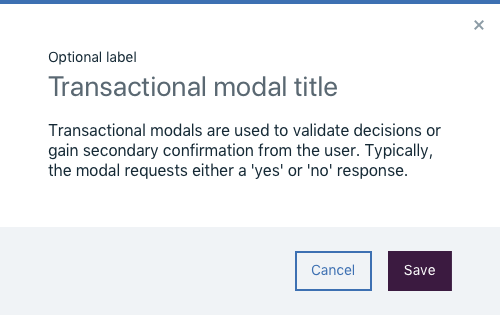 Optional label
Transactional modal title
Transactional modals are used to validate decisions or
gain secondary confirmation from the user. Typically,
the modal requests either a 'yes' or 'no' response.
Cancel
Save